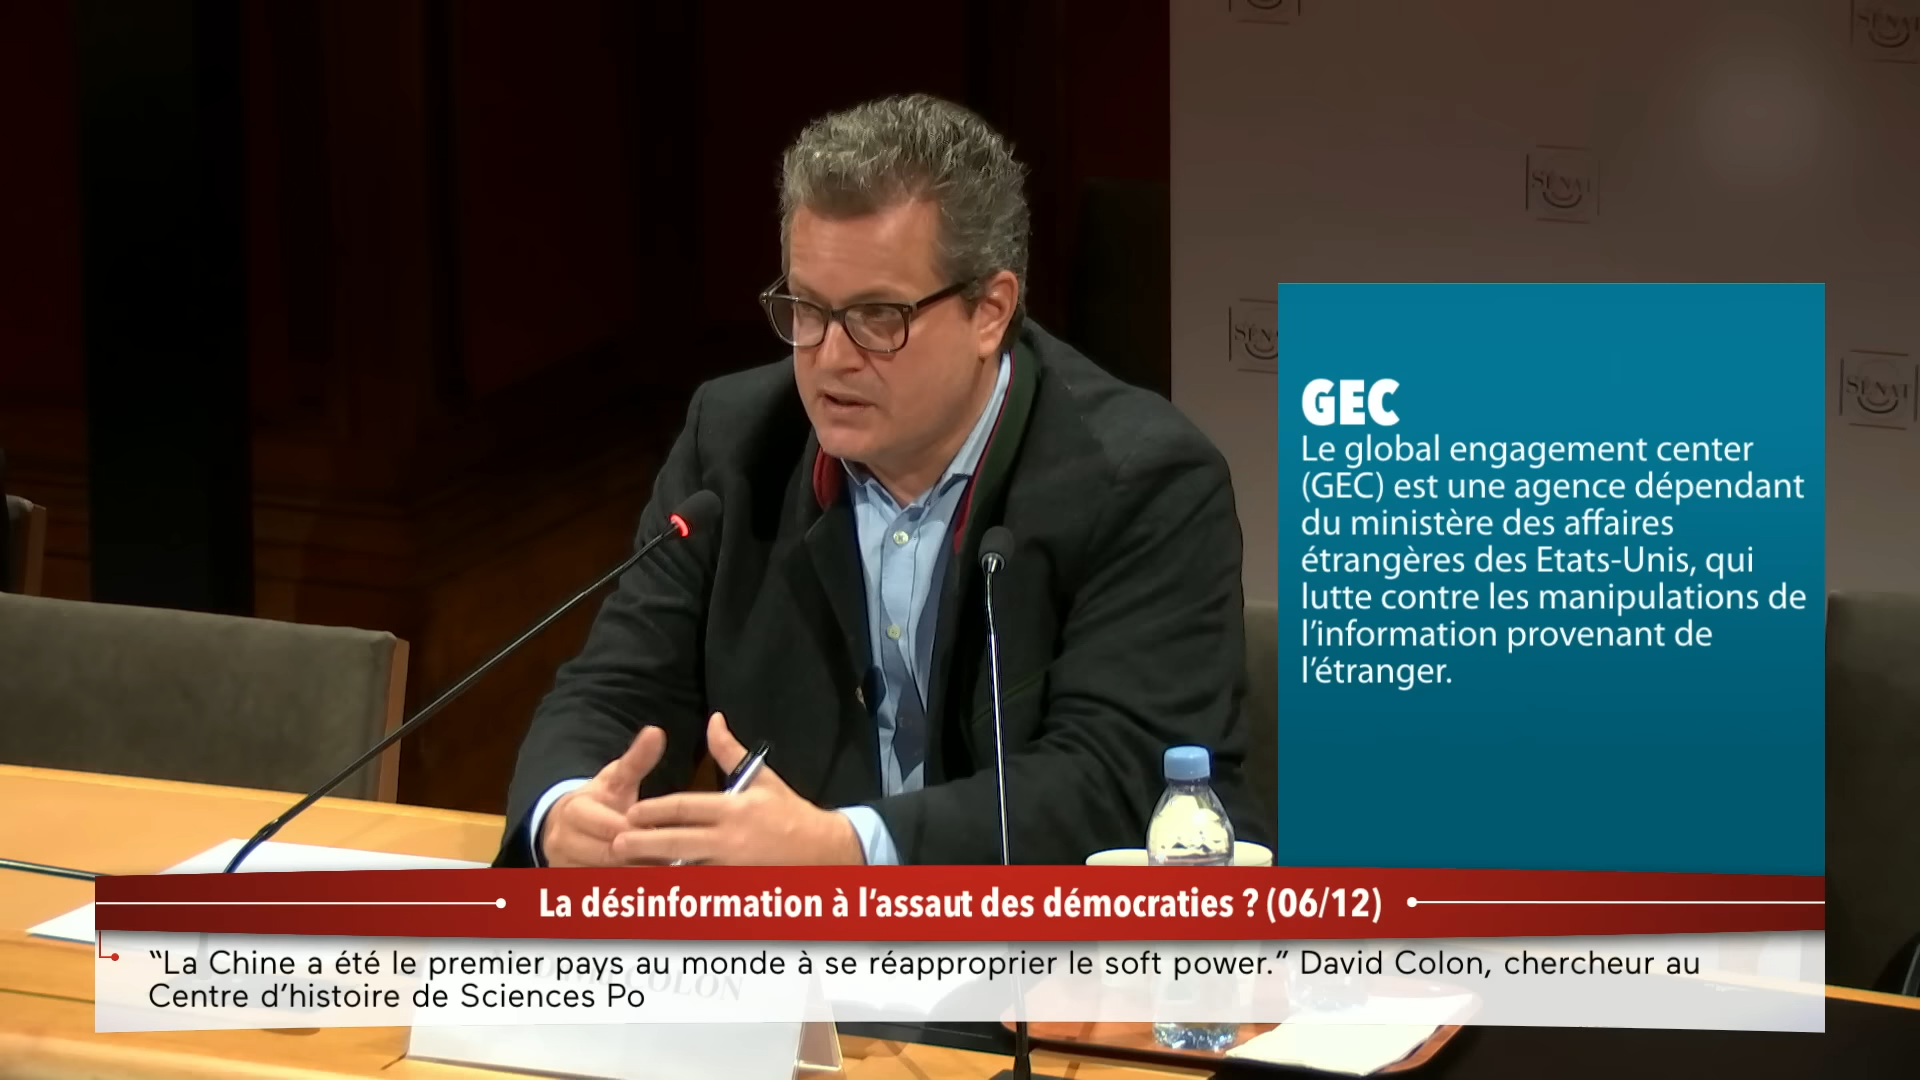 SÉNAT
SÉNAT
GEC
Le global engagement center
(GEC) est une agence dépendant
du ministère des affaires
étrangères des Etats-Unis, qui
lutte contre les manipulations de
l'information provenant de
l'étranger.
La désinformation à l'assaut des démocraties ? (06/12)
“La Chine a été le premier pays au monde à se réapproprier le soft power.” David Colon, chercheur au
Centre d'histoire de Sciences Po
COLON